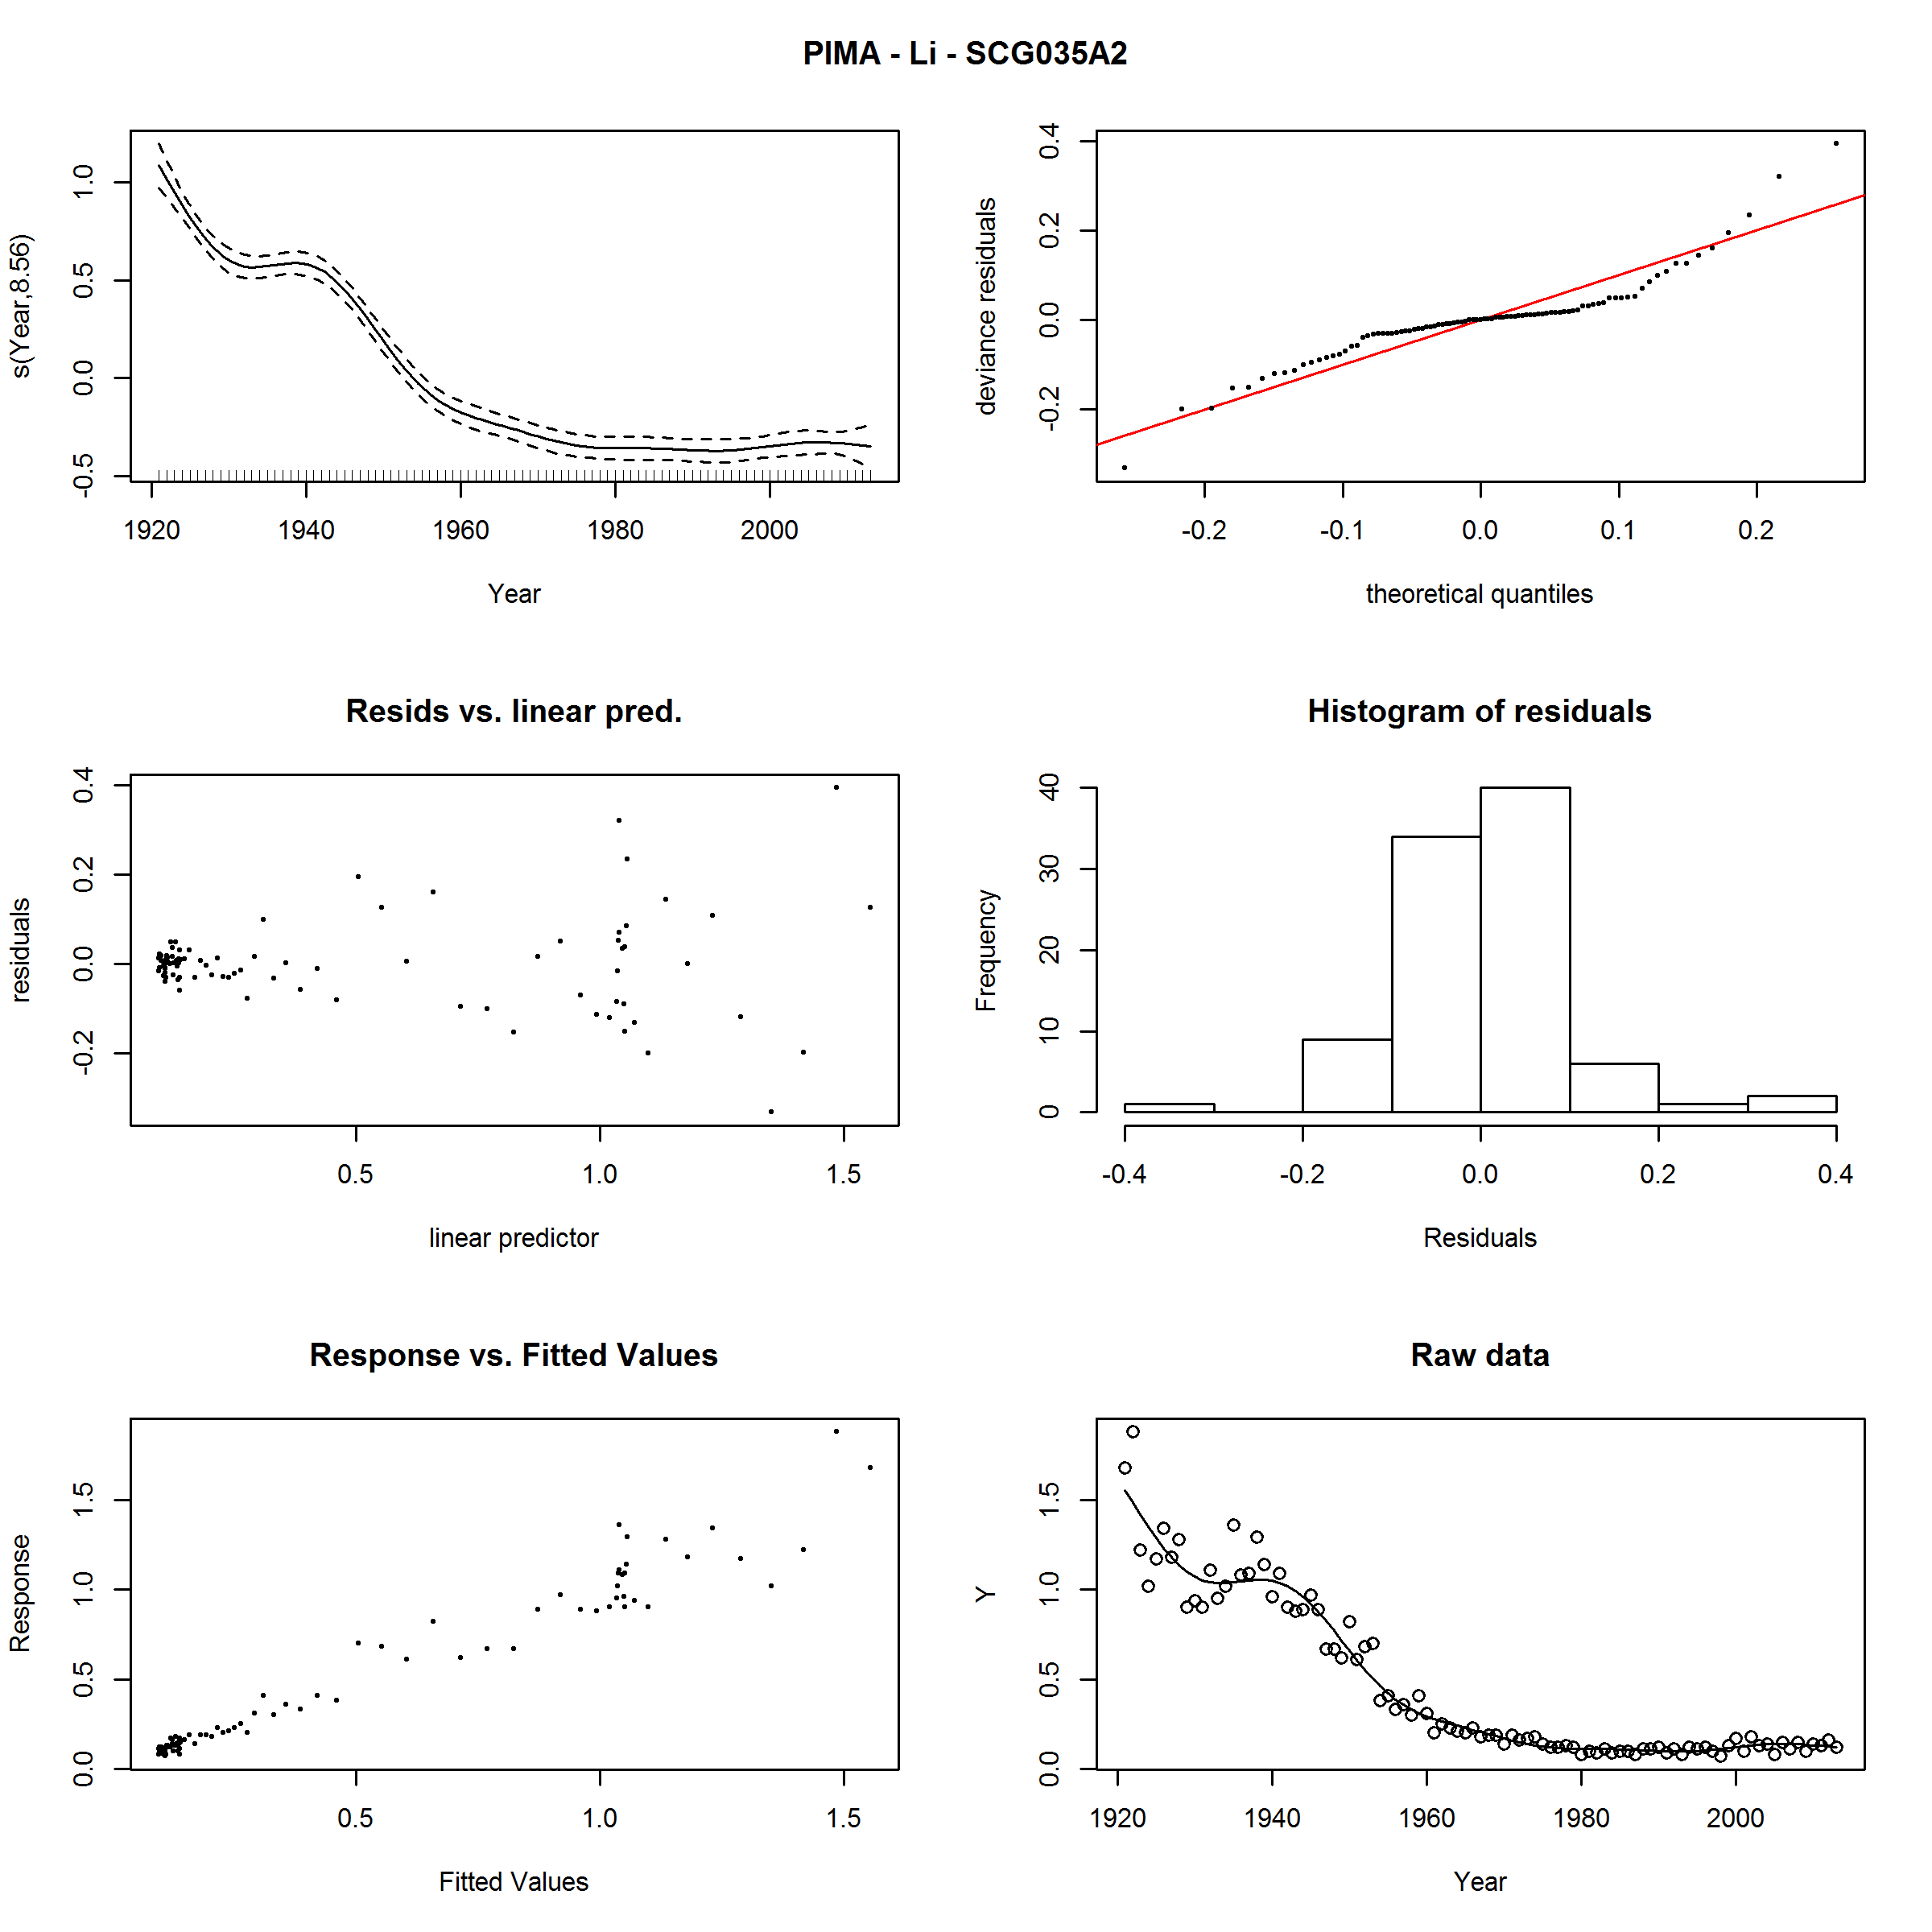 PIMA - Li - SCG035A2
s(Year,8.56)
1.0
0.5
0.0
-0.5
1920 1940 1960 1980 2000
Year
deviance residuals
0.4
0.2
0.0
-0.2
-0.2 -0.1 0.0 0.1 0.2
theoretical quantiles
Resids vs. linear pred.
residuals
0.4
0.2
0.0
-0.2
0.5 1.0 1.5
linear predictor
Histogram of residuals
Frequency
40
30
20
10
0
-0.4 -0.2 0.0 0.2 0.4
Residuals
Response vs. Fitted Values
Response
1.5
1.0
0.5
0.0
0.5 1.0 1.5
Fitted Values
Raw data
Y
1.5
1.0
0.5
0.0
1920 1940 1960 1980 2000
Year